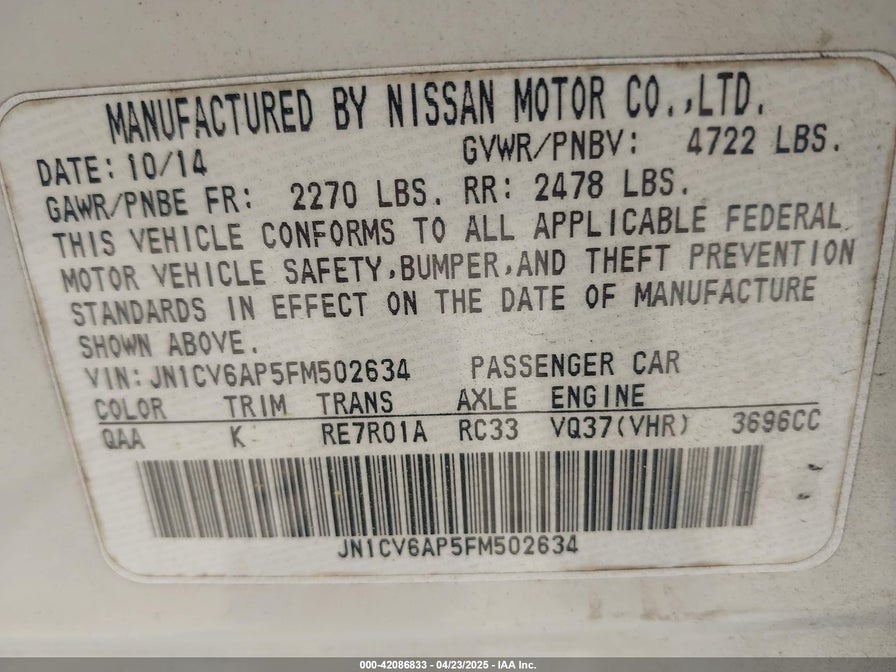 MANUFACTURED BY NISSAN MOTOR CO.,LTD.
DATE: 10/14 GVWR/PNBV: 4722 LBS.
GAWR/PNBE FR: 2270 LBS. RR: 2478 LBS.
THIS VEHICLE CONFORMS TO ALL APPLICABLE FEDERAL
MOTOR VEHICLE SAFETY,BUMPER,AND THEFT PREVENTION
STANDARDS IN EFFECT ON THE DATE OF MANUFACTURE
SHOWN ABOVE.
VIN: JN1CV6AP5FM502634 PASSENGER CAR
COLOR TRIM TRANS AXLE ENGINE
QAA K RE7R01A RC33 VQ37(VHR) 3696CC
JN1CV6AP5FM502634
000-42086833 - 04/23/2025 - IAA Inc.